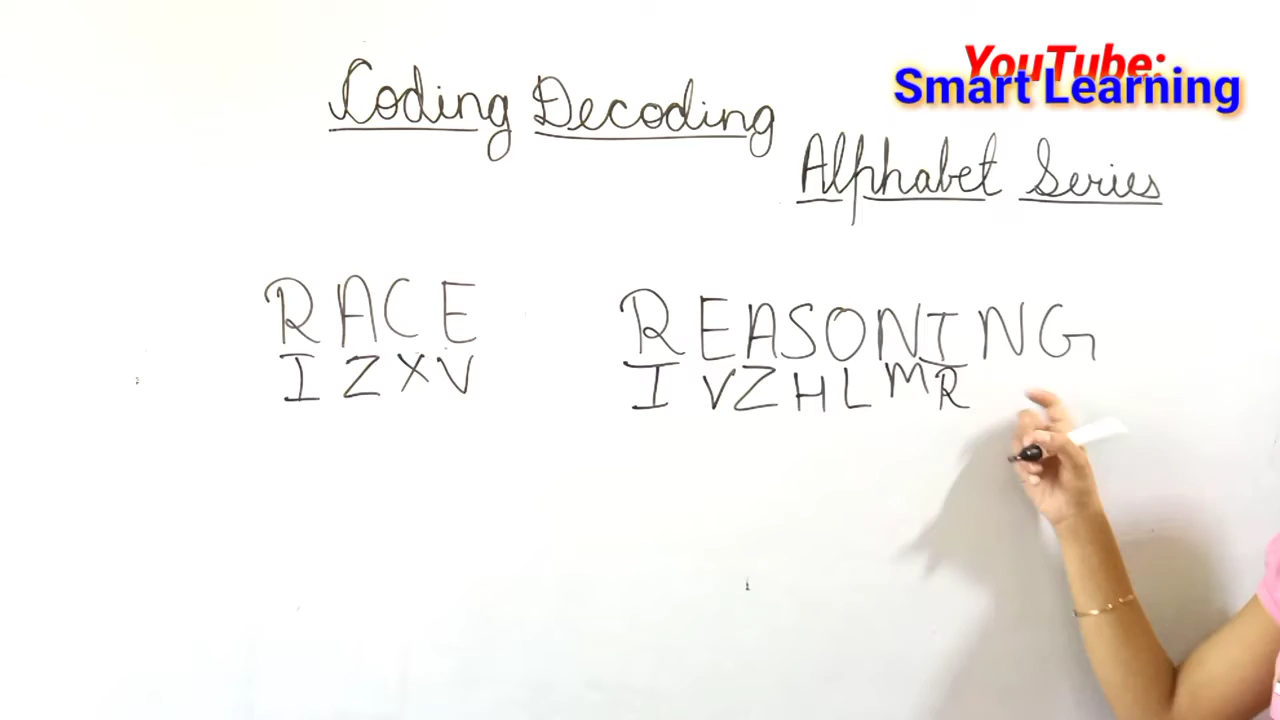 YouTube:
Smart Learning
Coding Decoding
Alphabet Series
RACE
IZXV
REASONING
IVZHLMR